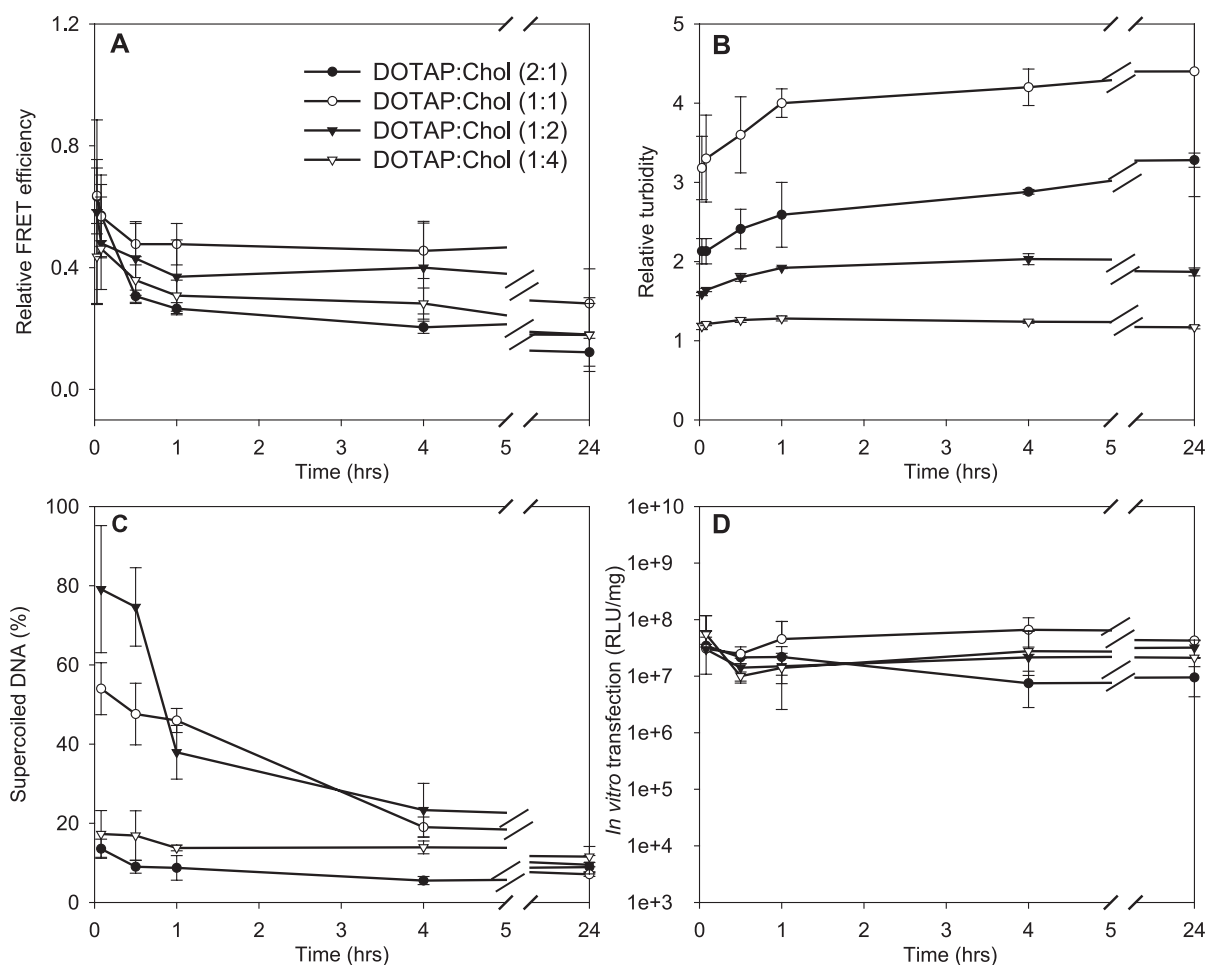 A
DOTAP:Chol (2:1)
DOTAP:Chol (1:1)
DOTAP:Chol (1:2)
DOTAP:Chol (1:4)
Relative FRET efficiency
1.2
0.8
0.4
0.0
0 1 2 3 4 5 24
Time (hrs)
B
Relative turbidity
5
4
3
2
1
0
0 1 2 3 4 5 24
Time (hrs)
C
Supercoiled DNA (%)
100
80
60
40
20
0
0 1 2 3 4 5 24
Time (hrs)
D
In vitro transfection (RLU/mg)
1e+10
1e+9
1e+8
1e+7
1e+6
1e+5
1e+4
1e+3
0 1 2 3 4 5 24
Time (hrs)